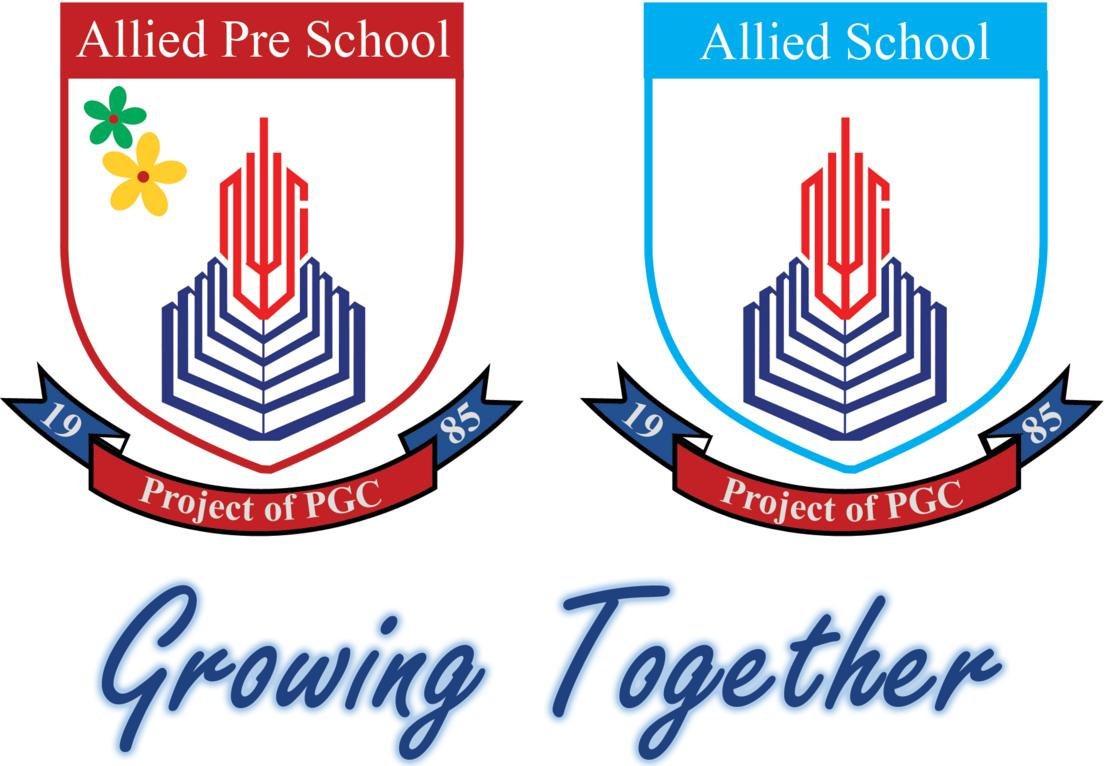 Allied Pre School
19 85
Project of PGC
Allied School
19 85
Project of PGC
Growing Together